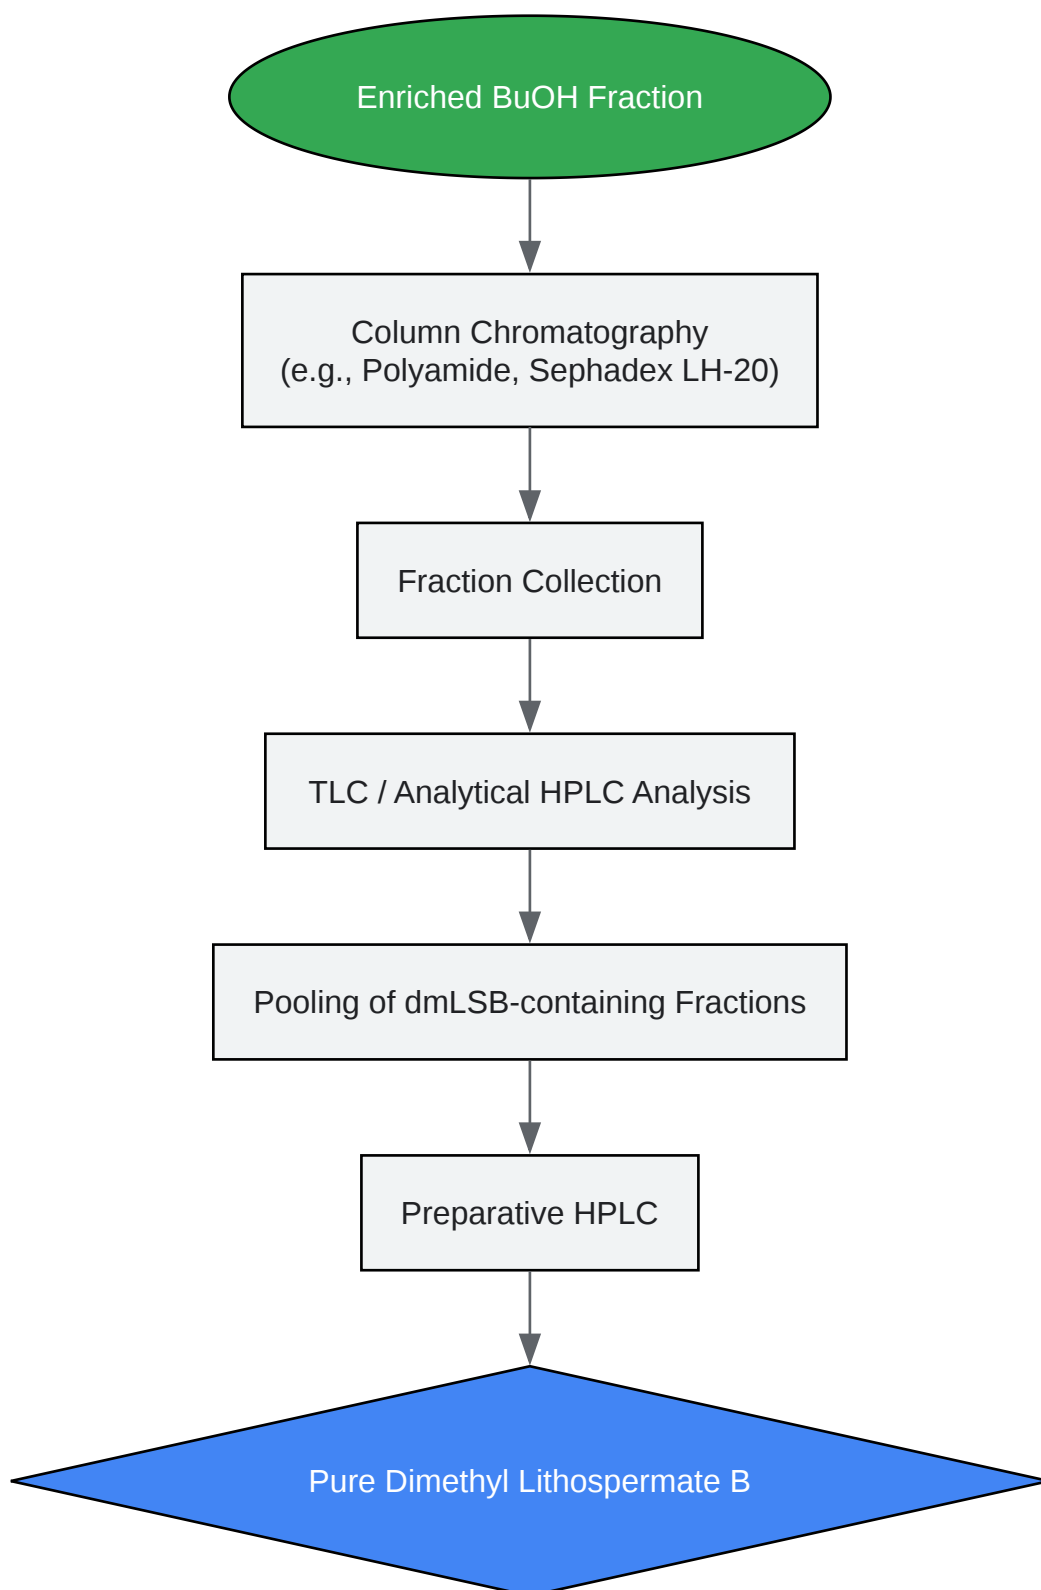 Enriched BuOH Fraction
Column Chromatography
(e.g., Polyamide, Sephadex LH-20)
Fraction Collection
TLC / Analytical HPLC Analysis
Pooling of dmLSB-containing Fractions
Preparative HPLC
Pure Dimethyl Lithospermate B